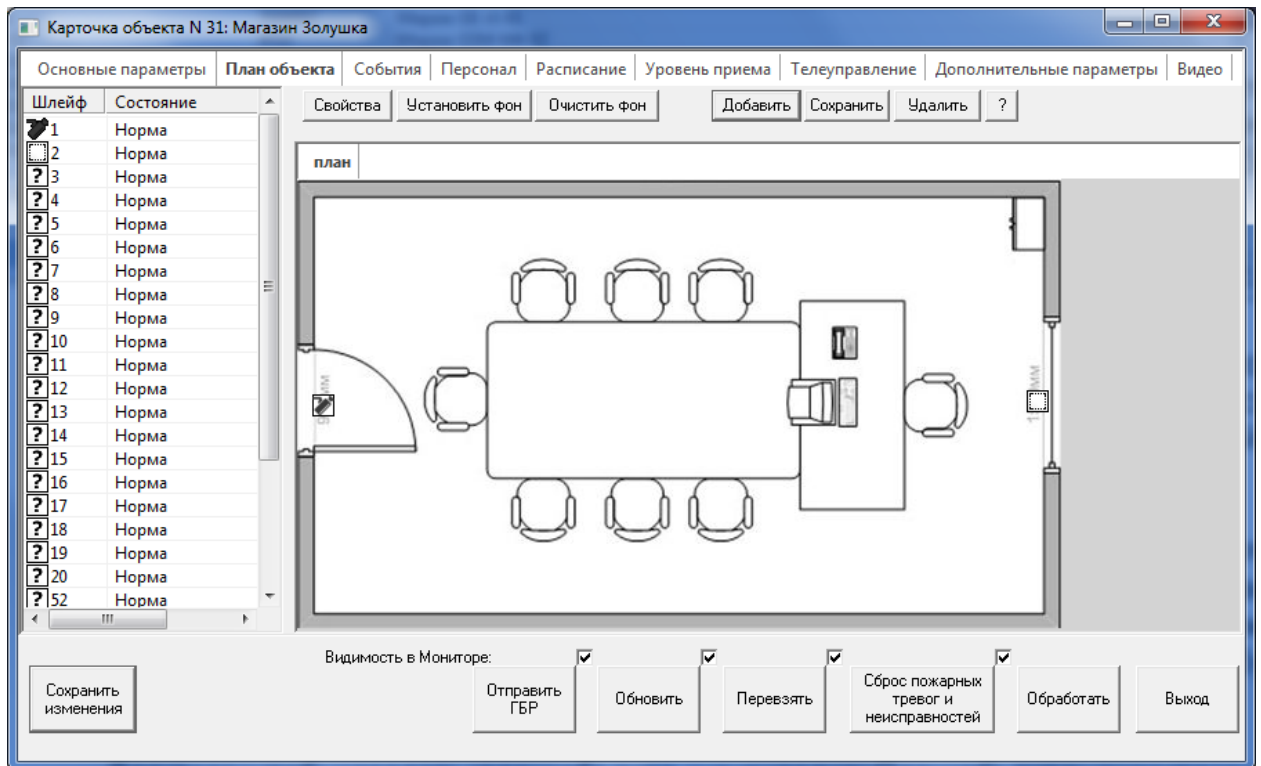 Карточка объекта N 31: Магазин Золушка
Основные параметры План объекта События Персонал Расписание Уровень приема Телеуправление Дополнительные параметры Видео
Шлейф Состояние
Свойства Установить фон Очистить фон Добавить Сохранить Удалить ?
план
1 Норма
2 Норма
? 3 Норма
? 4 Норма
? 5 Норма
? 6 Норма
? 7 Норма
? 8 Норма
? 9 Норма
? 10 Норма
? 11 Норма
? 12 Норма
? 13 Норма
? 14 Норма
? 15 Норма
? 16 Норма
? 17 Норма
? 18 Норма
? 19 Норма
? 20 Норма
? 52 Норма
мм
мм
Видимость в Мониторе:
Сохранить
изменения
Отправить
ГБР
Обновить
Перевзять
Сброс пожарных
тревог и
неисправностей
Обработать
Выход